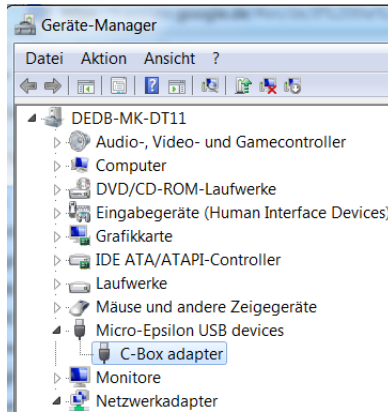 Geräte-Manager
Datei Aktion Ansicht ?
DEDB-MK-DT11
Audio-, Video- und Gamecontroller
Computer
DVD/CD-ROM-Laufwerke
Eingabegeräte (Human Interface Devices)
Grafikkarte
IDE ATA/ATAPI-Controller
Laufwerke
Mäuse und andere Zeigegeräte
Micro-Epsilon USB devices
C-Box adapter
Monitore
Netzwerkadapter